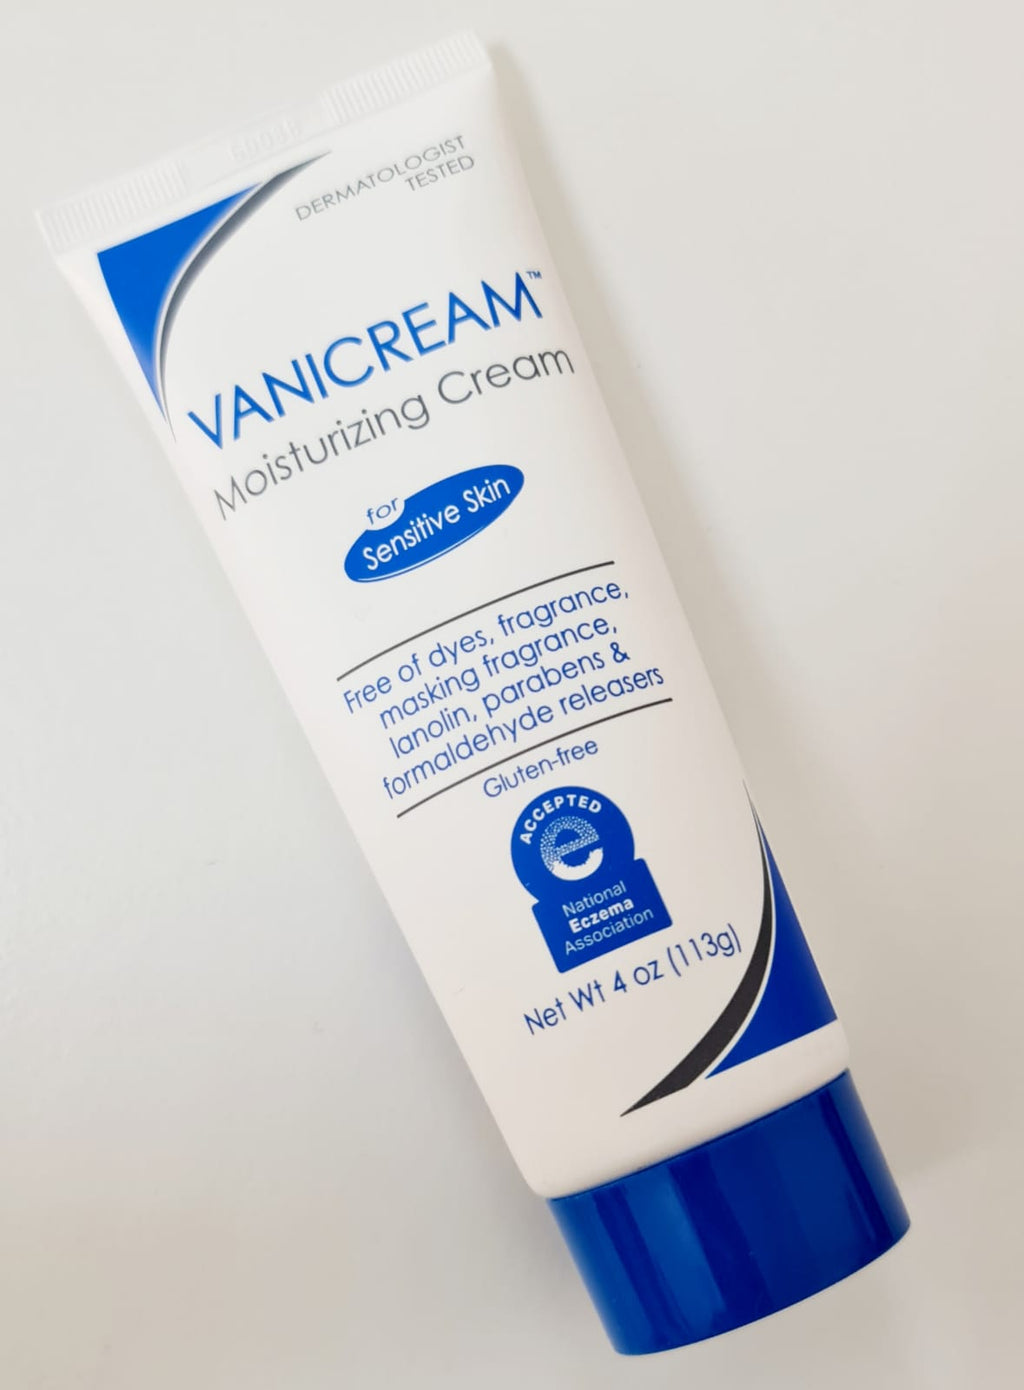 DERMATOLOGIST
TESTED
VANICREAM™
Moisturizing Cream
for
Sensitive Skin
Free of dyes, fragrance,
masking fragrance,
lanolin, parabens &
formaldehyde releasers
Gluten-free
ACCEPTED
e
National
Eczema
Association
Net Wt 4 oz (113g)